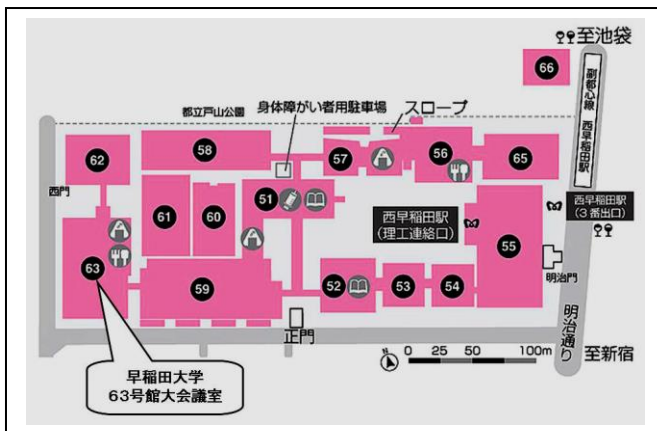 至池袋
副都心線 西早稲田駅
66
都立戸山公園
身体障がい者用駐車場
スロープ
62
58
57
56
65
西門
61
60
51
西早稲田駅
(理工連絡口)
西早稲田駅
(3番出口)
55
63
59
52
53
54
明治門
正門
明治通り
N
0 25 50 100m
至新宿
早稲田大学
63号館大会議室